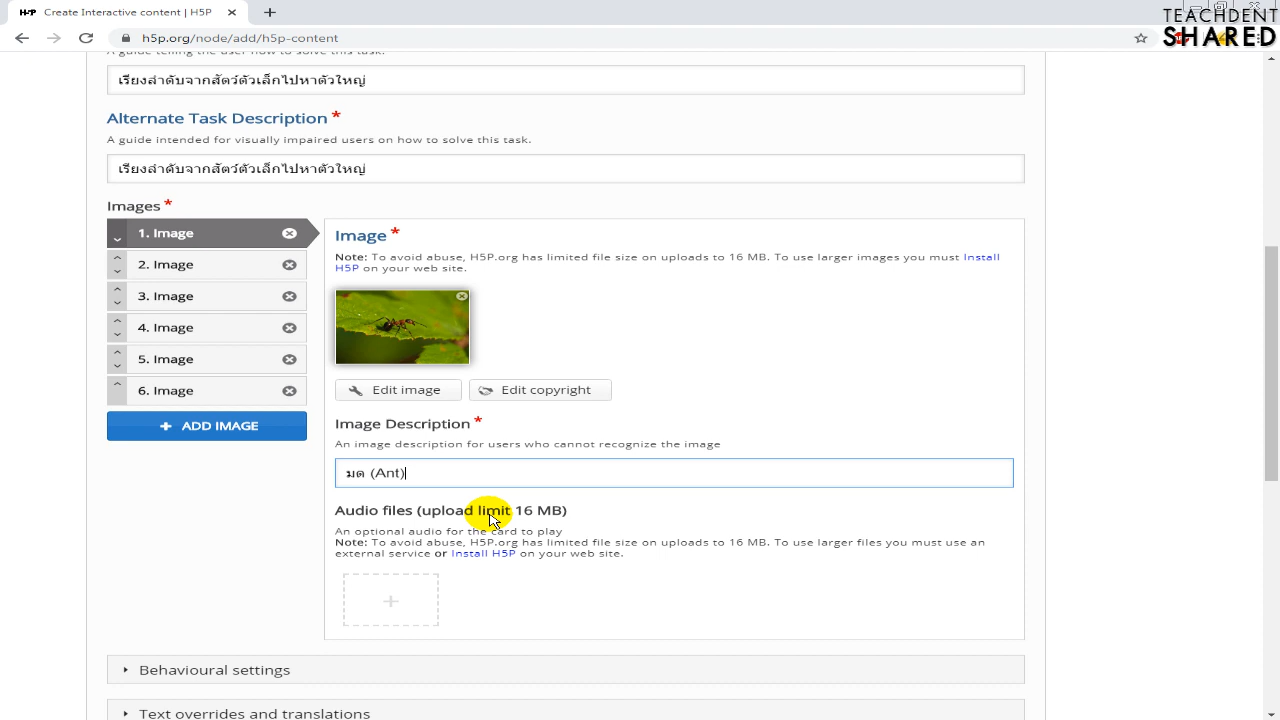 H-P Create Interactive content | H5P
TEACHDENT
SHARED
h5p.org/node/add/h5p-content
A guide telling the user how to solve this task.
เรียงลำดับจากสัตว์ตัวเล็กไปหาตัวใหญ่
Alternate Task Description *
A guide intended for visually impaired users on how to solve this task.
เรียงลำดับจากสัตว์ตัวเล็กไปหาตัวใหญ่
Images *
1. Image
2. Image
3. Image
4. Image
5. Image
6. Image
+ ADD IMAGE
Image *
Note: To avoid abuse, H5P.org has limited file size on uploads to 16 MB. To use larger images you must Install
H5P on your web site.
Edit image
Edit copyright
Image Description *
An image description for users who cannot recognize the image
มด (Ant)
Audio files (upload limit 16 MB)
An optional audio for the card to play
Note: To avoid abuse, H5P.org has limited file size on uploads to 16 MB. To use larger files you must use an
external service or Install H5P on your web site.
Behavioural settings
Text overrides and translations